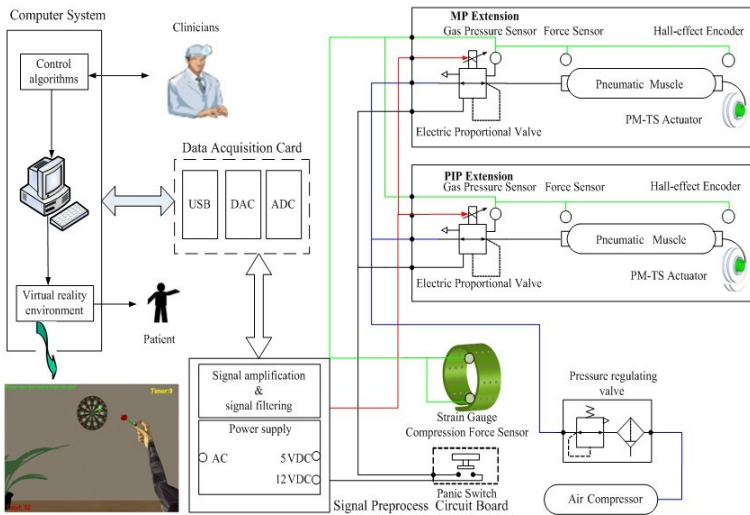 Computer System
Control
algorithms
Clinicians
Data Acquisition Card
USB
DAC
ADC
Virtual reality
environment
Patient
Timer:9
Signal amplification
&
signal filtering
Power supply
AC
5VDC
12VDC
Signal Preprocess Circuit Board
MP Extension
Gas Pressure Sensor
Force Sensor
Hall-effect Encoder
Pneumatic Muscle
PM-TS Actuator
Electric Proportional Valve
PIP Extension
Gas Pressure Sensor
Force Sensor
Hall-effect Encoder
Pneumatic Muscle
PM-TS Actuator
Electric Proportional Valve
Strain Gauge
Compression Force Sensor
Panic Switch
Pressure regulating
valve
Air Compressor